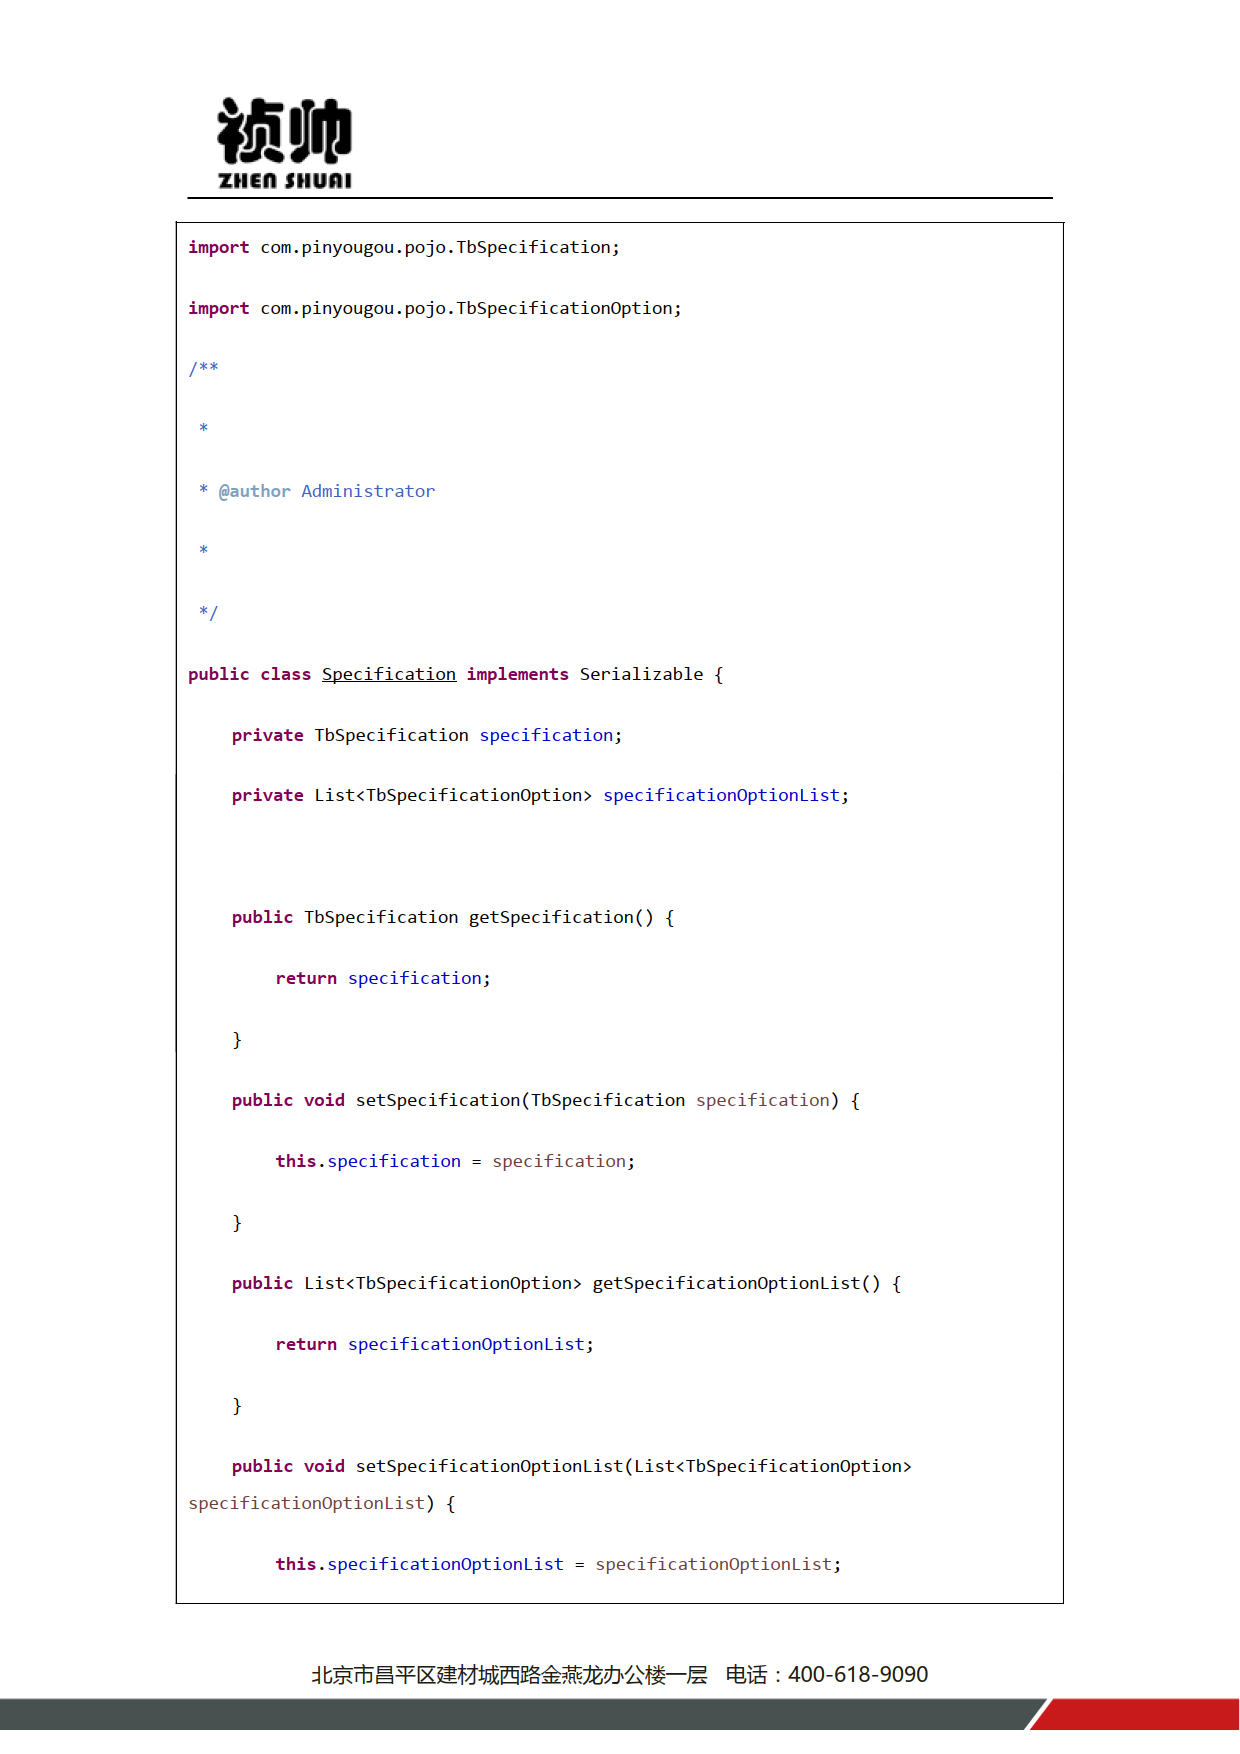 祯帅
ZHEN SHUAI
import com.pinyougou.pojo.TbSpecification;
import com.pinyougou.pojo.TbSpecificationOption;
/**
 *
 * @author Administrator
 *
 */
public class Specification implements Serializable {
    private TbSpecification specification;
    private List<TbSpecificationOption> specificationOptionList;
    public TbSpecification getSpecification() {
        return specification;
    }
    public void setSpecification(TbSpecification specification) {
        this.specification = specification;
    }
    public List<TbSpecificationOption> getSpecificationOptionList() {
        return specificationOptionList;
    }
    public void setSpecificationOptionList(List<TbSpecificationOption>
specificationOptionList) {
        this.specificationOptionList = specificationOptionList;
北京市昌平区建材城西路金燕龙办公楼一层 电话：400-618-9090